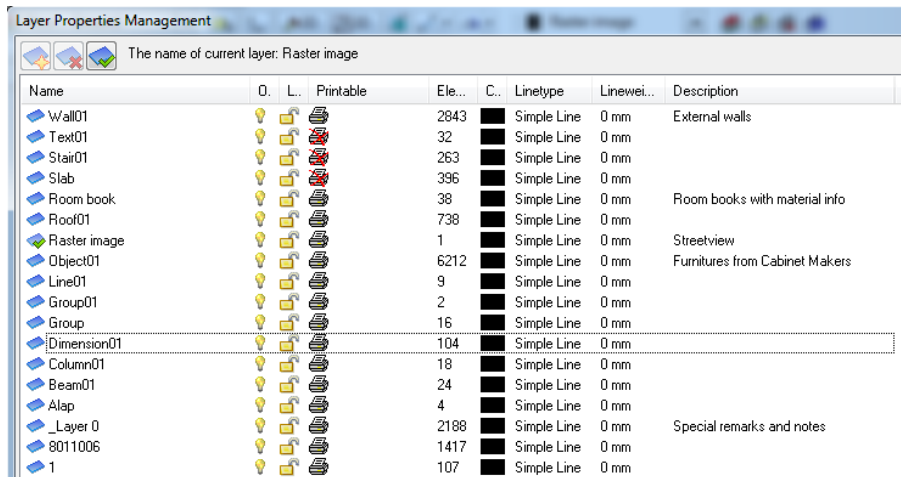 Layer Properties Management
Raster image
The name of current layer: Raster image
Name O. L.. Printable Ele... C.. Linetype Linewei... Description
Wall01 2843 Simple Line 0 mm External walls
Text01 32 Simple Line 0 mm
Stair01 263 Simple Line 0 mm
Slab 396 Simple Line 0 mm
Room book 38 Simple Line 0 mm Room books with material info
Roof01 738 Simple Line 0 mm
Raster image 1 Simple Line 0 mm Streetview
Object01 6212 Simple Line 0 mm Furnitures from Cabinet Makers
Line01 9 Simple Line 0 mm
Group01 2 Simple Line 0 mm
Group 16 Simple Line 0 mm
Dimension01 104 Simple Line 0 mm
Column01 18 Simple Line 0 mm
Beam01 24 Simple Line 0 mm
Alap 4 Simple Line 0 mm
_Layer 0 2188 Simple Line 0 mm Special remarks and notes
8011006 1417 Simple Line 0 mm
1 107 Simple Line 0 mm